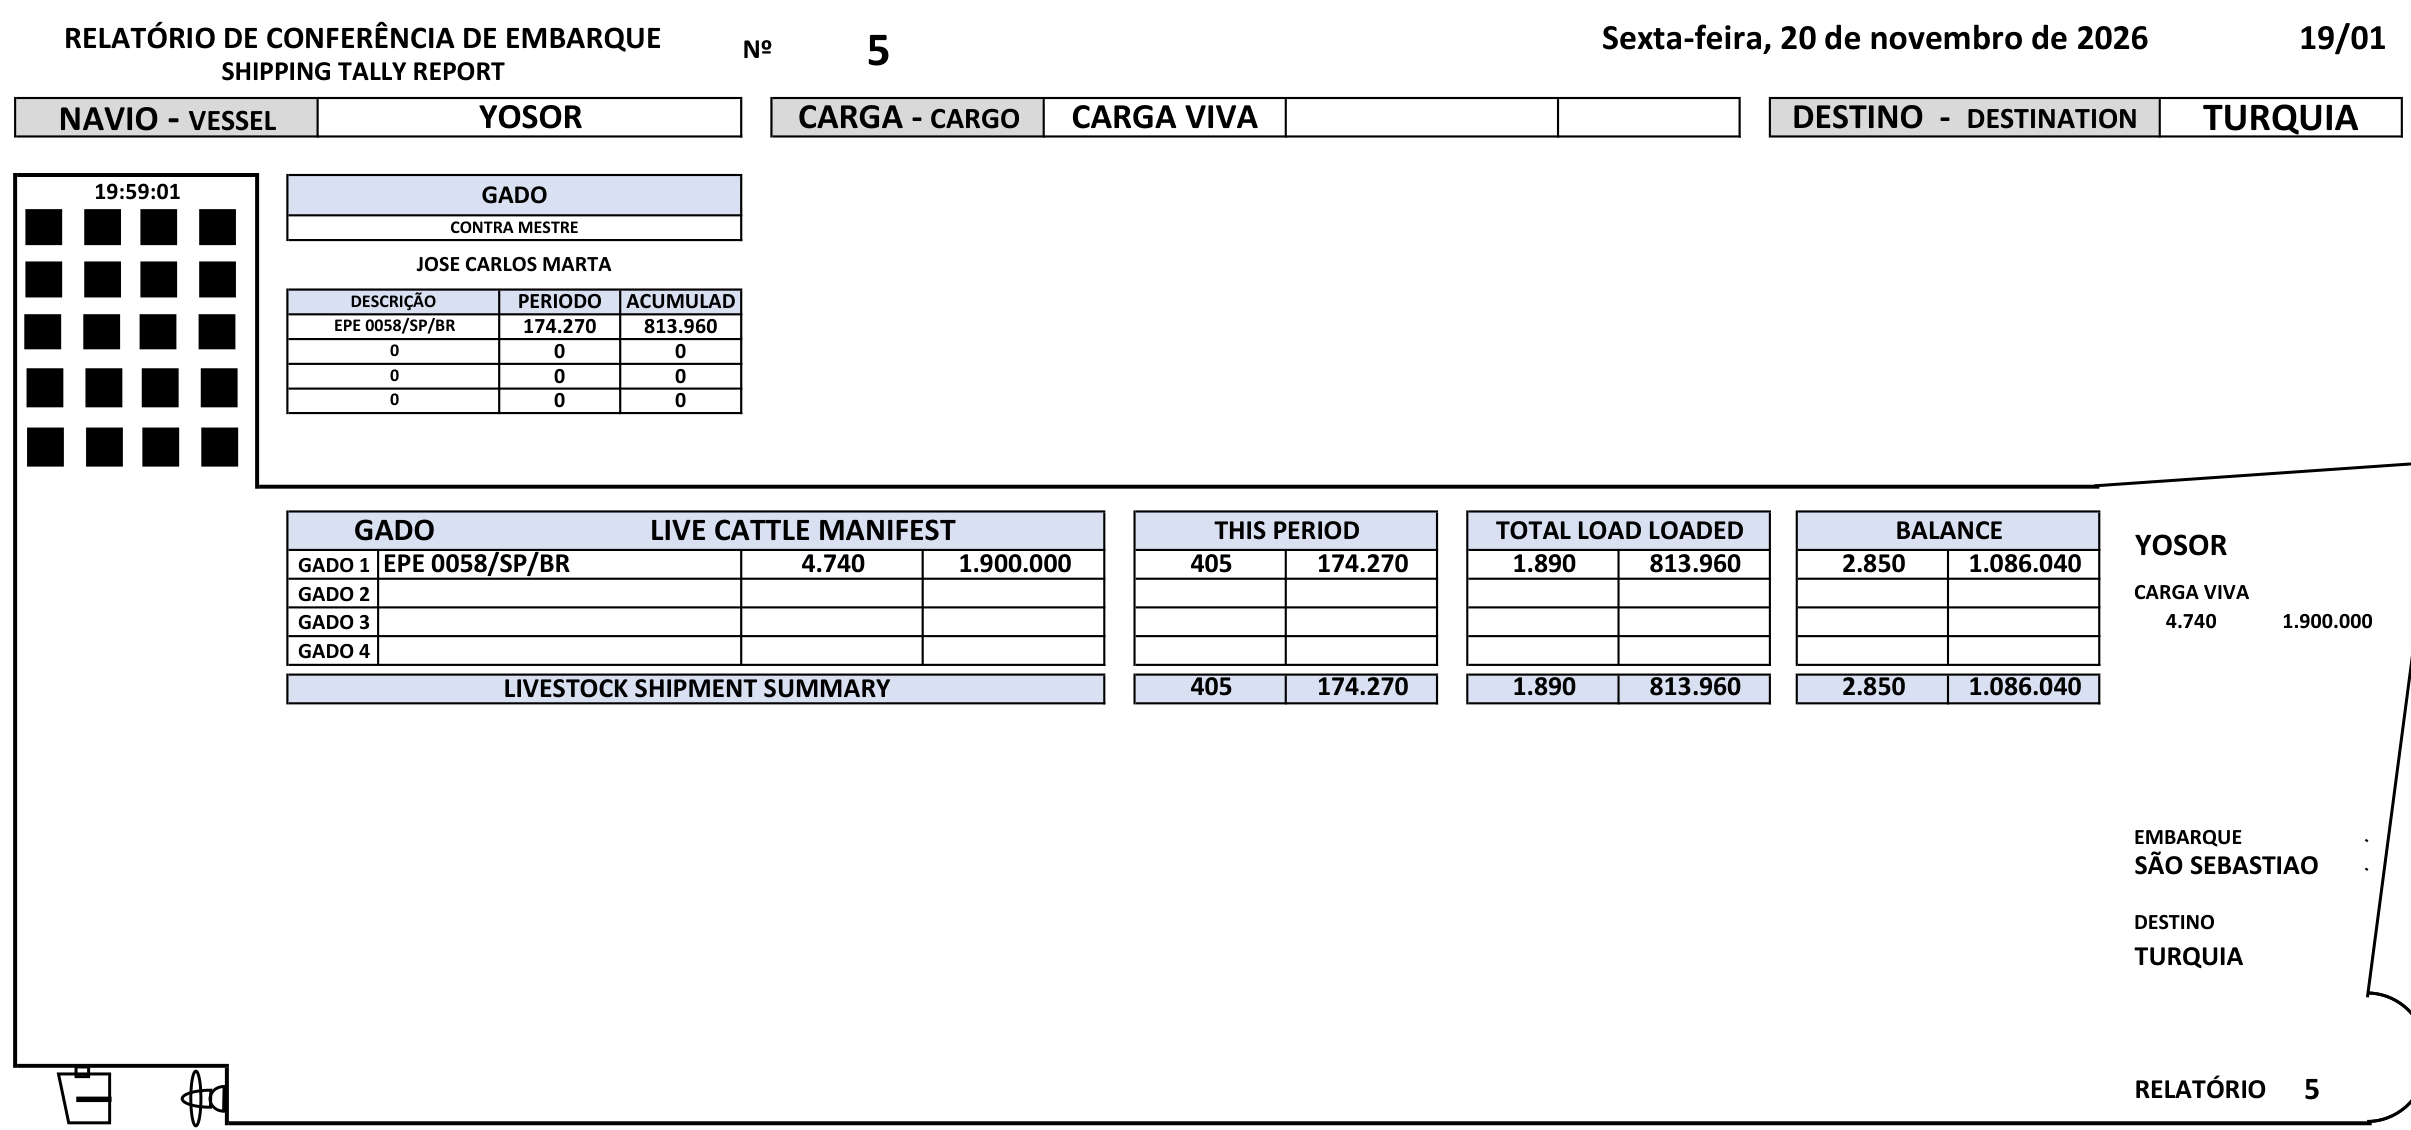 RELATÓRIO DE CONFERÊNCIA DE EMBARQUE
SHIPPING TALLY REPORT
Nº 5
Sexta-feira, 20 de novembro de 2026 19/01
NAVIO - VESSEL YOSOR
CARGA - CARGO CARGA VIVA
DESTINO - DESTINATION TURQUIA
19:59:01
GADO
CONTRA MESTRE
JOSE CARLOS MARTA
DESCRIÇÃO PERIODO ACUMULAD
EPE 0058/SP/BR 174.270 813.960
0 0 0
0 0 0
0 0 0
GADO LIVE CATTLE MANIFEST THIS PERIOD TOTAL LOAD LOADED BALANCE
GADO 1 EPE 0058/SP/BR 4.740 1.900.000 405 174.270 1.890 813.960 2.850 1.086.040
GADO 2
GADO 3
GADO 4
LIVESTOCK SHIPMENT SUMMARY 405 174.270 1.890 813.960 2.850 1.086.040
YOSOR
CARGA VIVA
4.740 1.900.000
EMBARQUE .
SÃO SEBASTIAO .
DESTINO
TURQUIA
RELATÓRIO 5